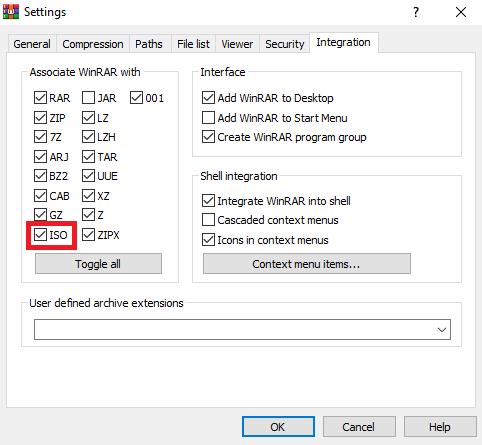 Settings
General Compression Paths File list Viewer Security Integration
Associate WinRAR with
RAR JAR 001
ZIP LZ
7Z LZH
ARJ TAR
BZ2 UUE
CAB XZ
GZ Z
ISO ZIPX
Toggle all
Interface
Add WinRAR to Desktop
Add WinRAR to Start Menu
Create WinRAR program group
Shell integration
Integrate WinRAR into shell
Cascaded context menus
Icons in context menus
Context menu items...
User defined archive extensions
OK Cancel Help